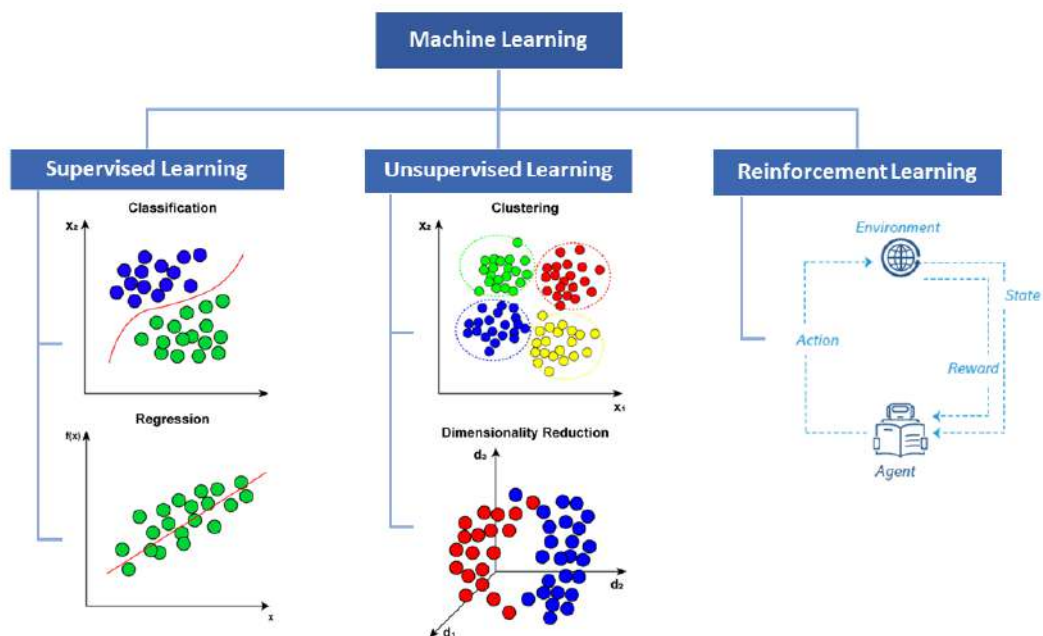 Machine Learning
Supervised Learning
Unsupervised Learning
Reinforcement Learning
Classification
X₂
Regression
f(x)
x
Clustering
X₂
X₁
Dimensionality Reduction
d₃
d₂
d₁
Environment
State
Action
Reward
Agent